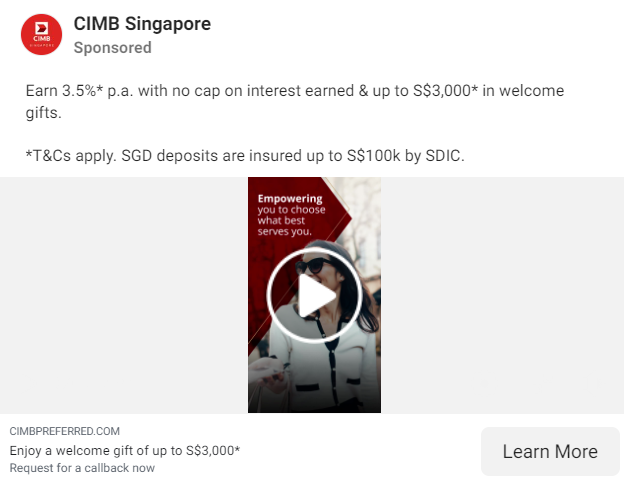 CIMB
SINGAPORE
CIMB Singapore
Sponsored
Earn 3.5%* p.a. with no cap on interest earned & up to S$3,000* in welcome
gifts.
*T&Cs apply. SGD deposits are insured up to S$100k by SDIC.
Empowering
you to choose
what best
serves you.
CIMBPREFERRED.COM
Enjoy a welcome gift of up to S$3,000*
Request for a callback now
Learn More